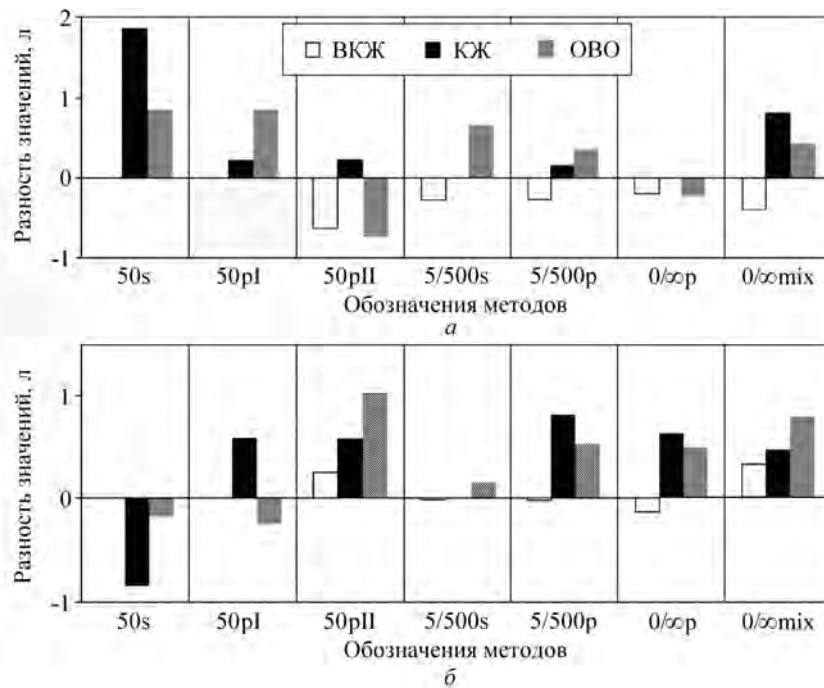 Разность значений, л
2
1
0
-1
ВКЖ КЖ ОВО
50s 50pI 50pII 5/500s 5/500p 0/∞p 0/∞mix
Обозначения методов
а
Разность значений, л
1
0
-1
50s 50pI 50pII 5/500s 5/500p 0/∞p 0/∞mix
Обозначения методов
б